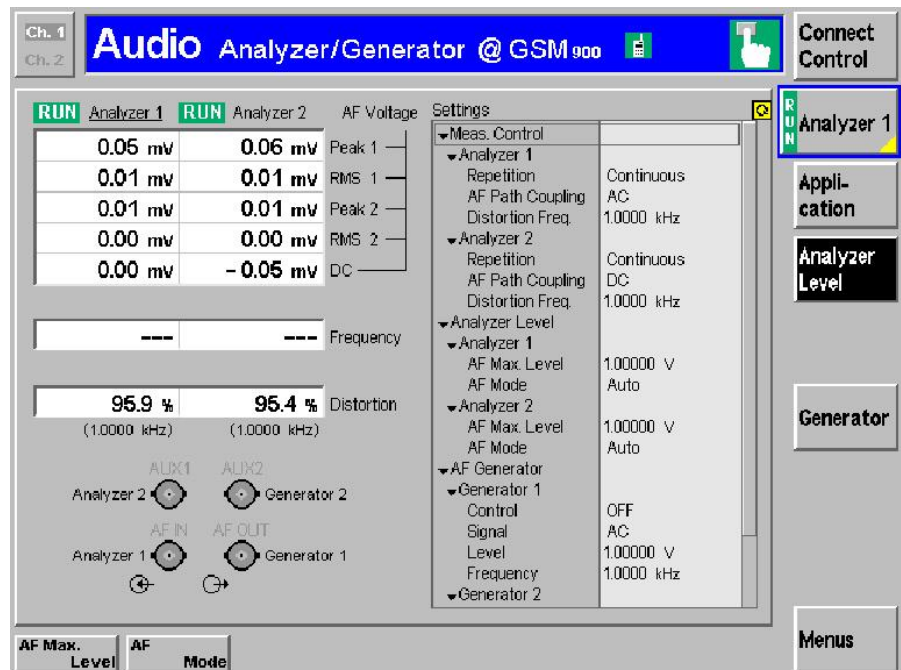 Ch. 1
Ch. 2
Audio Analyzer/Generator @ GSM 900
Connect
Control
RUN Analyzer 1 RUN Analyzer 2 AF Voltage
0.05 mV 0.06 mV Peak 1
0.01 mV 0.01 mV RMS 1
0.01 mV 0.01 mV Peak 2
0.00 mV 0.00 mV RMS 2
0.00 mV – 0.05 mV DC
––– ––– Frequency
95.9 % 95.4 % Distortion
(1.0000 kHz) (1.0000 kHz)
AUX1 AUX2
Analyzer 2 Generator 2
AF IN AF OUT
Analyzer 1 Generator 1
Settings
Meas. Control
Analyzer 1
Repetition Continuous
AF Path Coupling AC
Distortion Freq. 1.0000 kHz
Analyzer 2
Repetition Continuous
AF Path Coupling DC
Distortion Freq. 1.0000 kHz
Analyzer Level
Analyzer 1
AF Max. Level 1.00000 V
AF Mode Auto
Analyzer 2
AF Max. Level 1.00000 V
AF Mode Auto
AF Generator
Generator 1
Control OFF
Signal AC
Level 1.00000 V
Frequency 1.0000 kHz
Generator 2
RUN Analyzer 1
Appli-
cation
Analyzer
Level
Generator
Menus
AF Max.
Level
AF
Mode